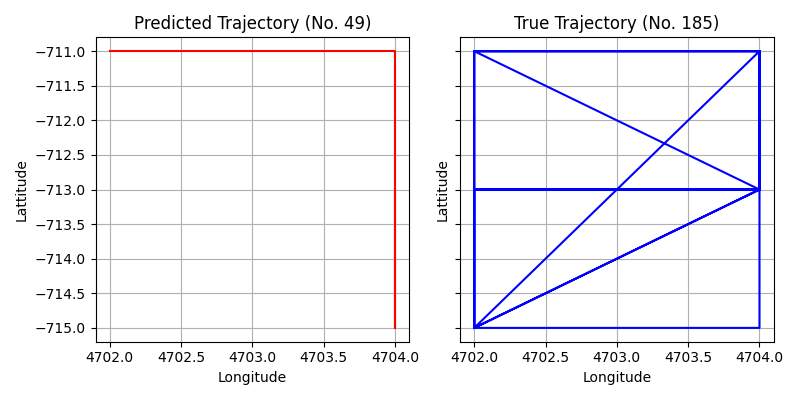 Predicted Trajectory (No. 49)
−711.0
−711.5
−712.0
−712.5
−713.0
−713.5
−714.0
−714.5
−715.0
Lattitude
4702.0 4702.5 4703.0 4703.5 4704.0
Longitude
True Trajectory (No. 185)
Lattitude
4702.0 4702.5 4703.0 4703.5 4704.0
Longitude